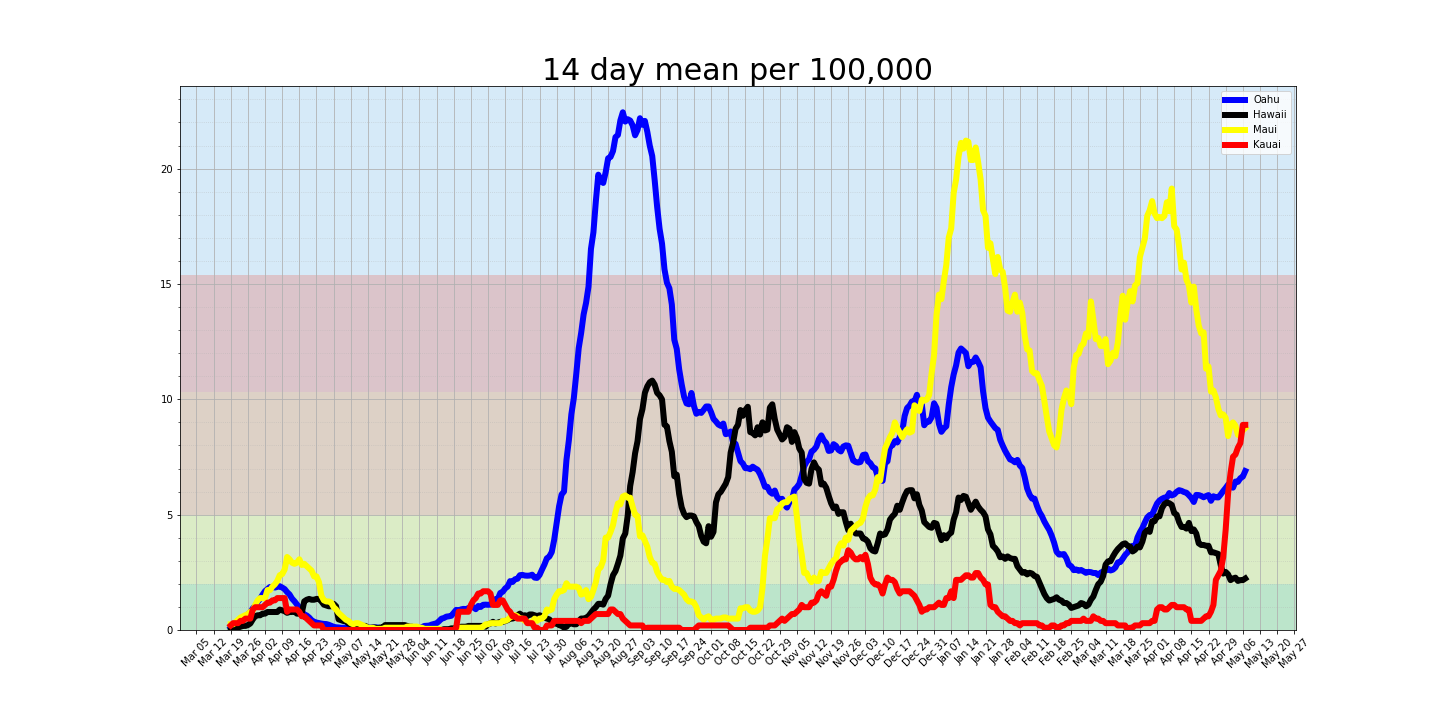 14 day mean per 100,000
Oahu
Hawaii
Maui
Kauai
20
15
10
5
0
Mar 05
Mar 12
Mar 19
Mar 26
Apr 02
Apr 09
Apr 16
Apr 23
Apr 30
May 07
May 14
May 21
May 28
Jun 04
Jun 11
Jun 18
Jun 25
Jul 02
Jul 09
Jul 16
Jul 23
Jul 30
Aug 06
Aug 13
Aug 20
Aug 27
Sep 03
Sep 10
Sep 17
Sep 24
Oct 01
Oct 08
Oct 15
Oct 22
Oct 29
Nov 05
Nov 12
Nov 19
Nov 26
Dec 03
Dec 10
Dec 17
Dec 24
Dec 31
Jan 07
Jan 14
Jan 21
Jan 28
Feb 04
Feb 11
Feb 18
Feb 25
Mar 04
Mar 11
Mar 18
Mar 25
Apr 01
Apr 08
Apr 15
Apr 22
Apr 29
May 06
May 13
May 20
May 27